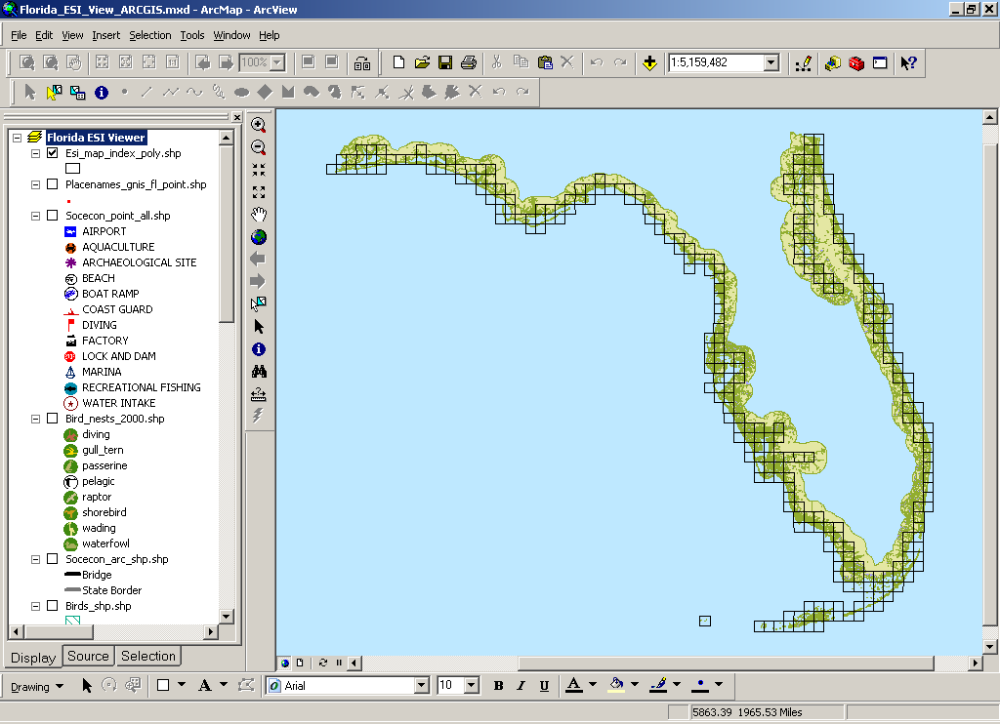 Florida_ESI_View_ARCGIS.mxd - ArcMap - ArcView
File Edit View Insert Selection Tools Window Help
100% 1:5,159,482
Florida ESI Viewer
Esi_map_index_poly.shp
Placenames_gnis_fl_point.shp
Socecon_point_all.shp
AIRPORT
AQUACULTURE
ARCHAEOLOGICAL SITE
BEACH
BOAT RAMP
COAST GUARD
DIVING
FACTORY
LOCK AND DAM
MARINA
RECREATIONAL FISHING
WATER INTAKE
Bird_nests_2000.shp
diving
gull_tern
passerine
pelagic
raptor
shorebird
wading
waterfowl
Socecon_arc_shp.shp
Bridge
State Border
Birds_shp.shp
Display Source Selection
Drawing A Arial 10 B I U A
5863.39 1965.53 Miles